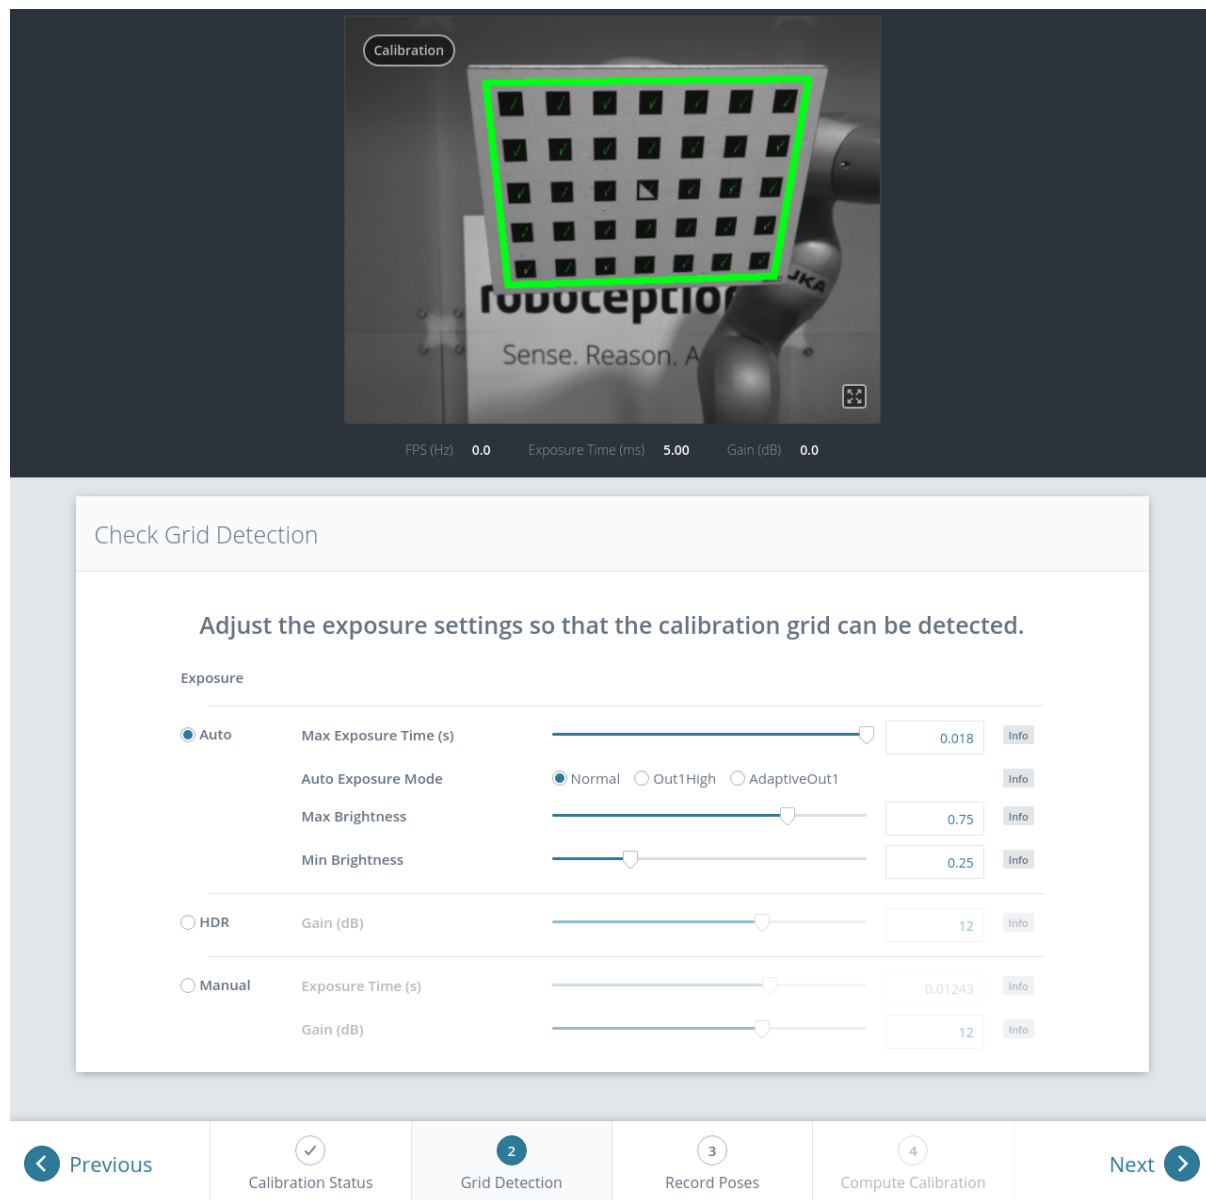 Calibration
JKA
roboception
Sense. Reason. A
FPS (Hz) 0.0 Exposure Time (ms) 5.00 Gain (dB) 0.0
Check Grid Detection
Adjust the exposure settings so that the calibration grid can be detected.
Exposure
Auto Max Exposure Time (s) 0.018 Info
Auto Exposure Mode Normal Out1High AdaptiveOut1 Info
Max Brightness 0.75 Info
Min Brightness 0.25 Info
HDR Gain (dB) 12 Info
Manual Exposure Time (s) 0.01243 Info
Gain (dB) 12 Info
Previous
2 3 4
Calibration Status Grid Detection Record Poses Compute Calibration
Next